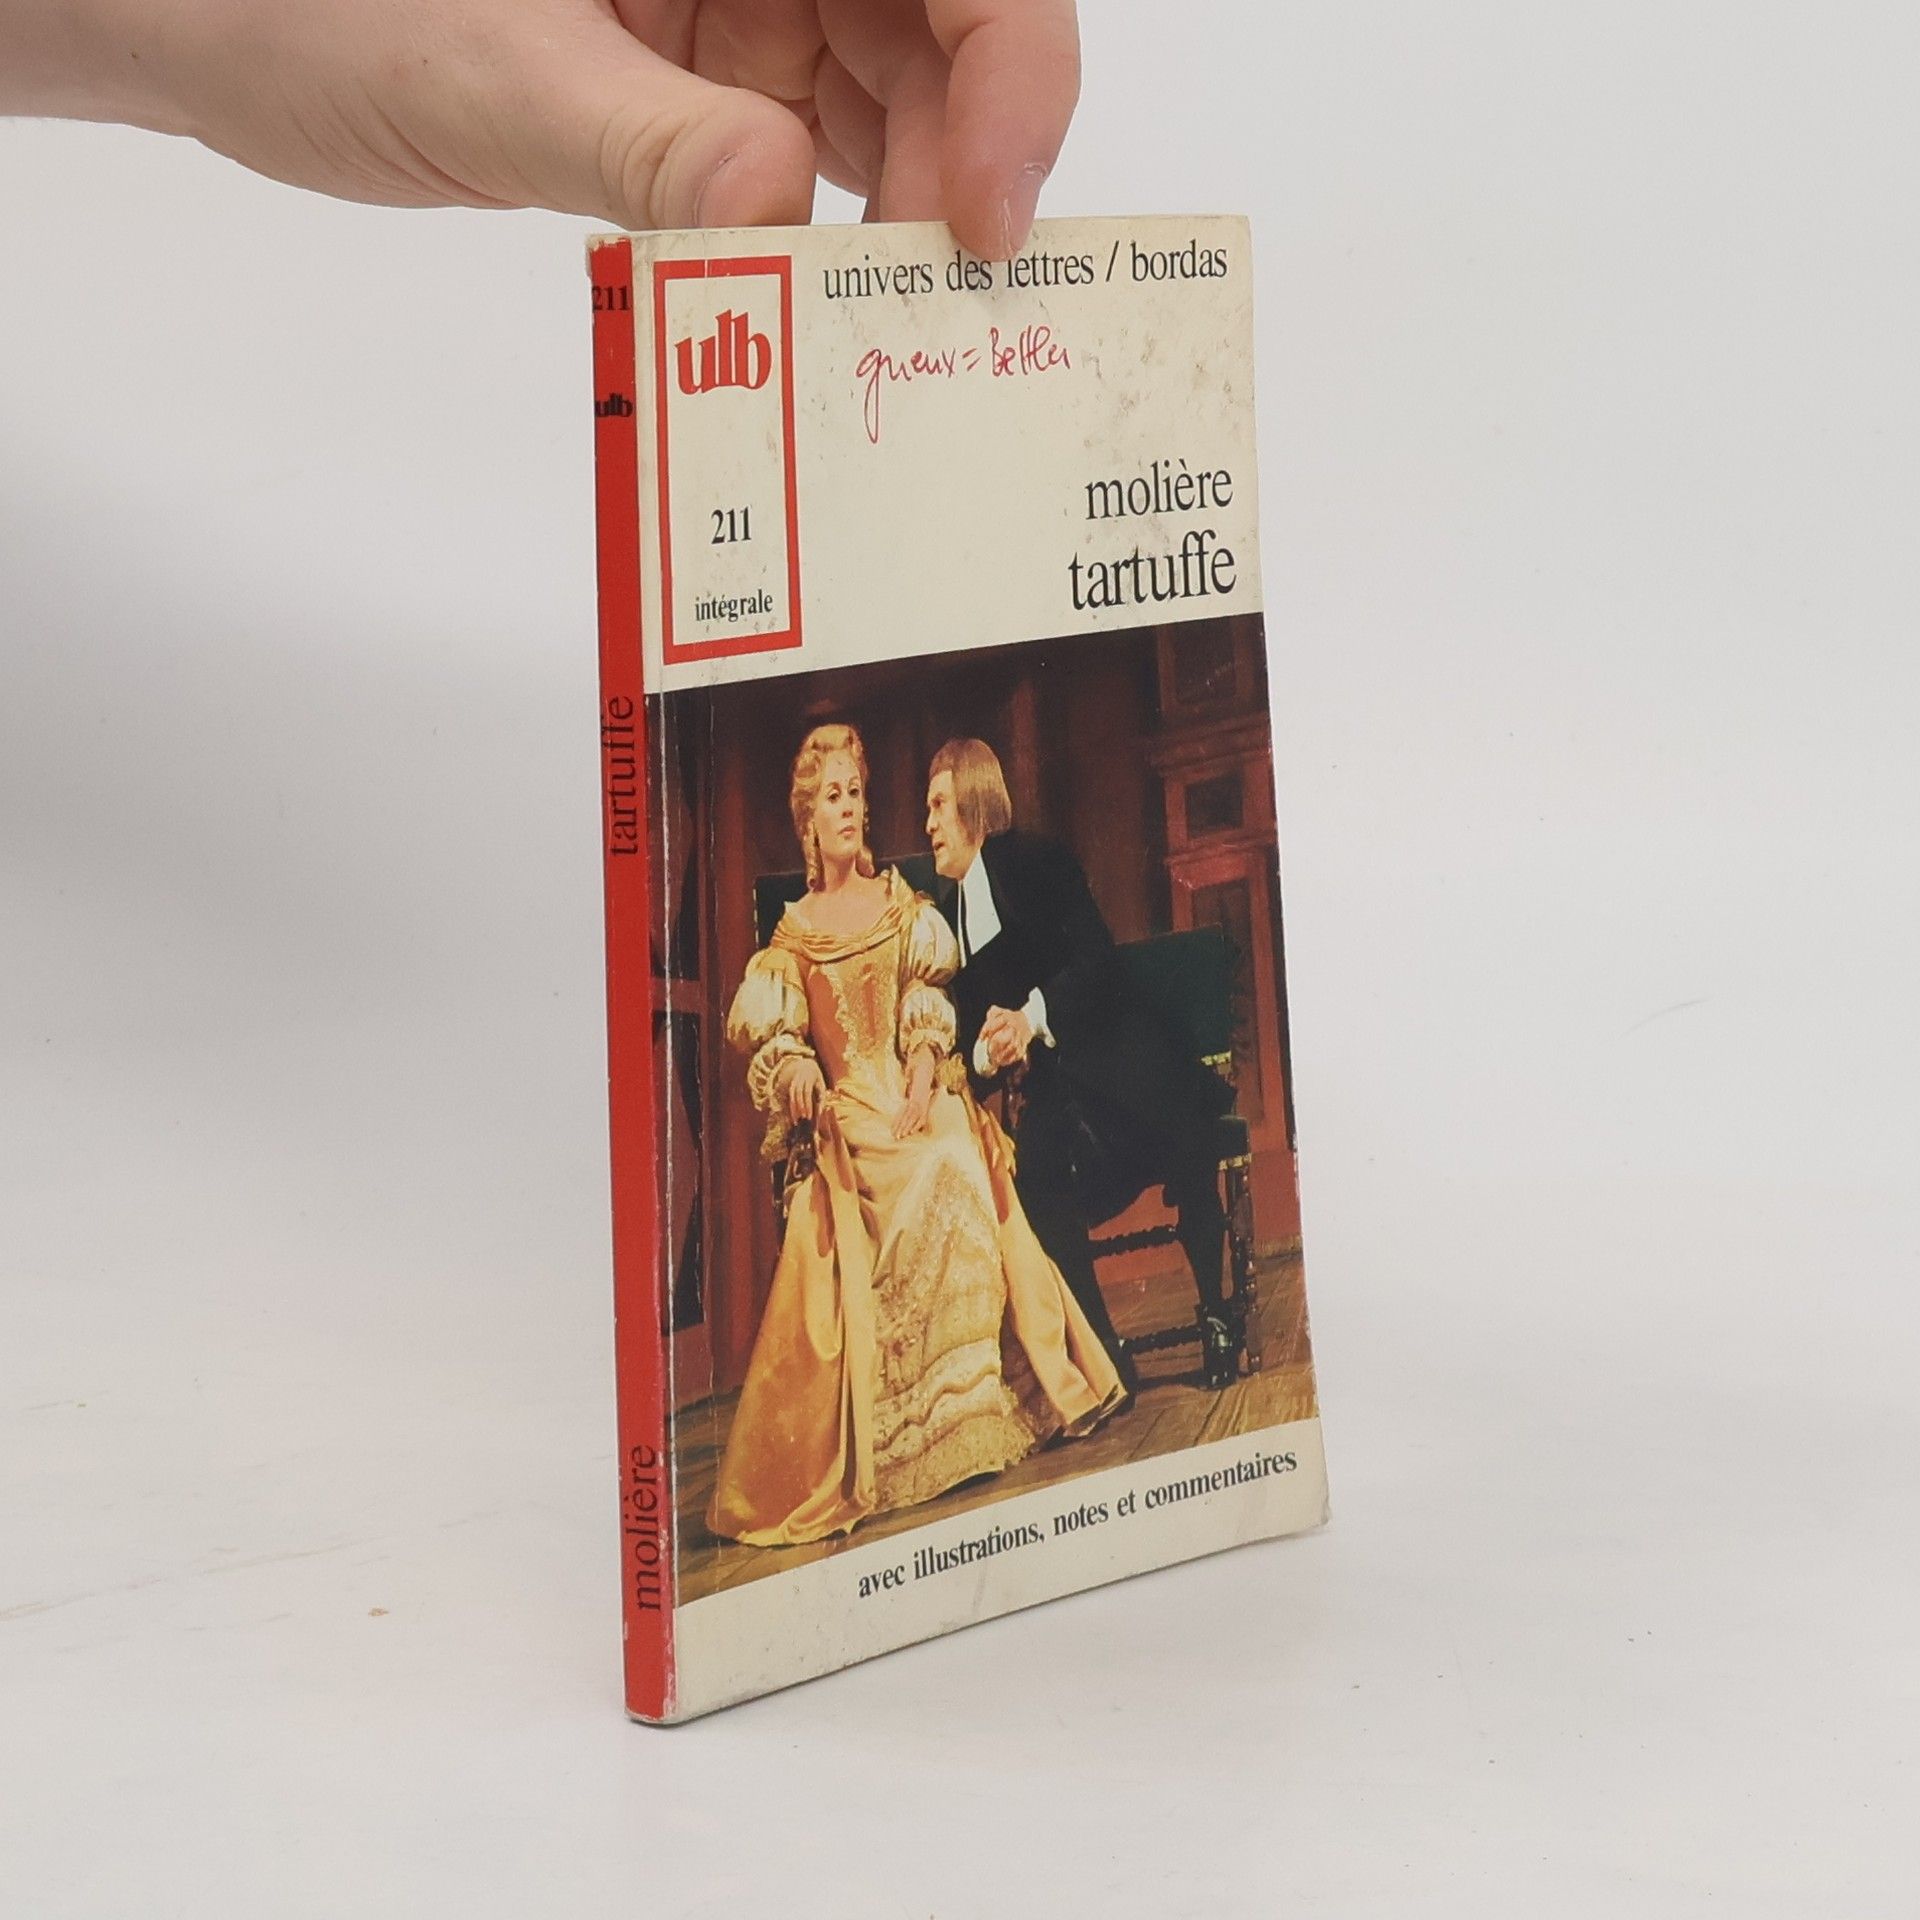 211
ulb
tartuffe
molière
univers des lettres / bordas
ulb
gueux = Bettler
211
intégrale
molière
tartuffe
avec illustrations, notes et commentaires